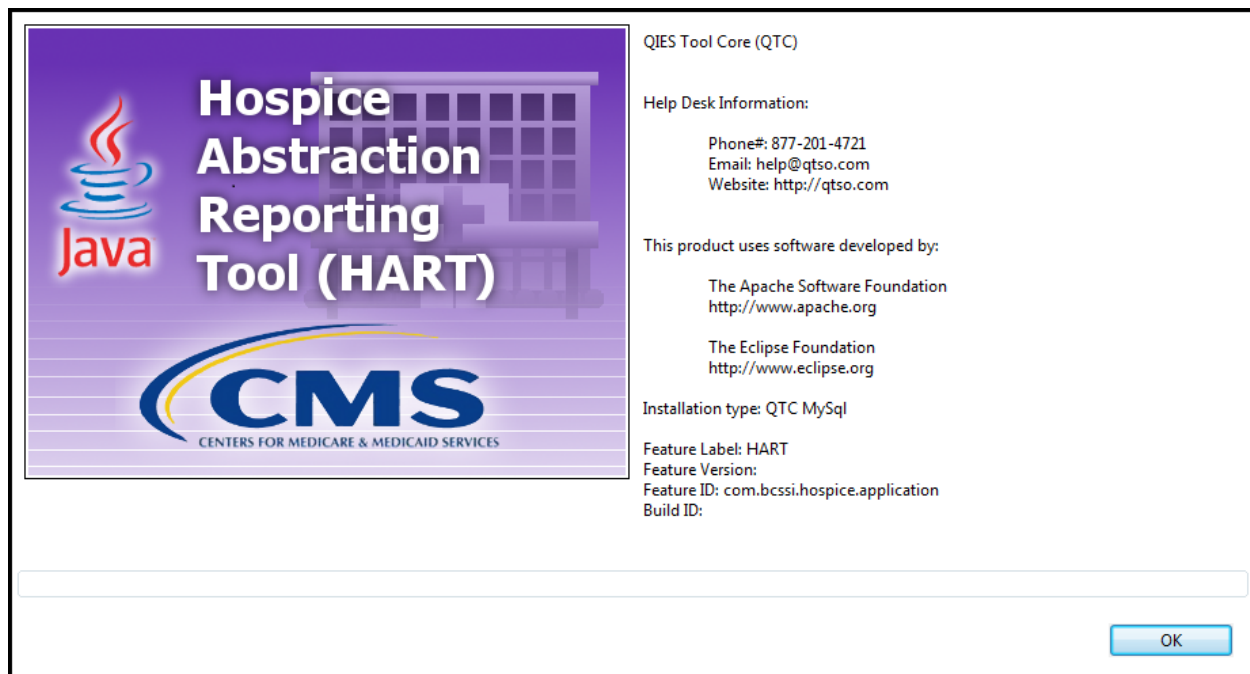 Hospice
Abstraction
Reporting
Tool (HART)
Java
CMS
CENTERS FOR MEDICARE & MEDICAID SERVICES
QIES Tool Core (QTC)
Help Desk Information:
Phone#: 877-201-4721
Email: help@qtso.com
Website: http://qtso.com
This product uses software developed by:
The Apache Software Foundation
http://www.apache.org
The Eclipse Foundation
http://www.eclipse.org
Installation type: QTC MySql
Feature Label: HART
Feature Version:
Feature ID: com.bcssi.hospice.application
Build ID:
OK